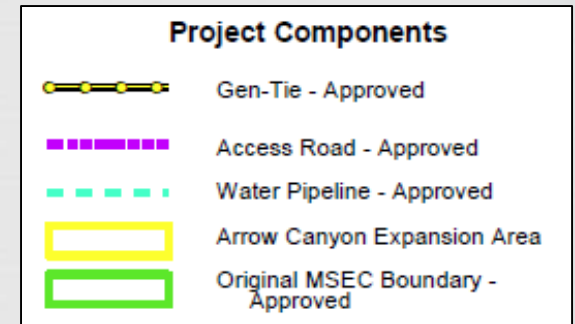 Project Components
Gen-Tie - Approved
Access Road - Approved
Water Pipeline - Approved
Arrow Canyon Expansion Area
Original MSEC Boundary -
Approved